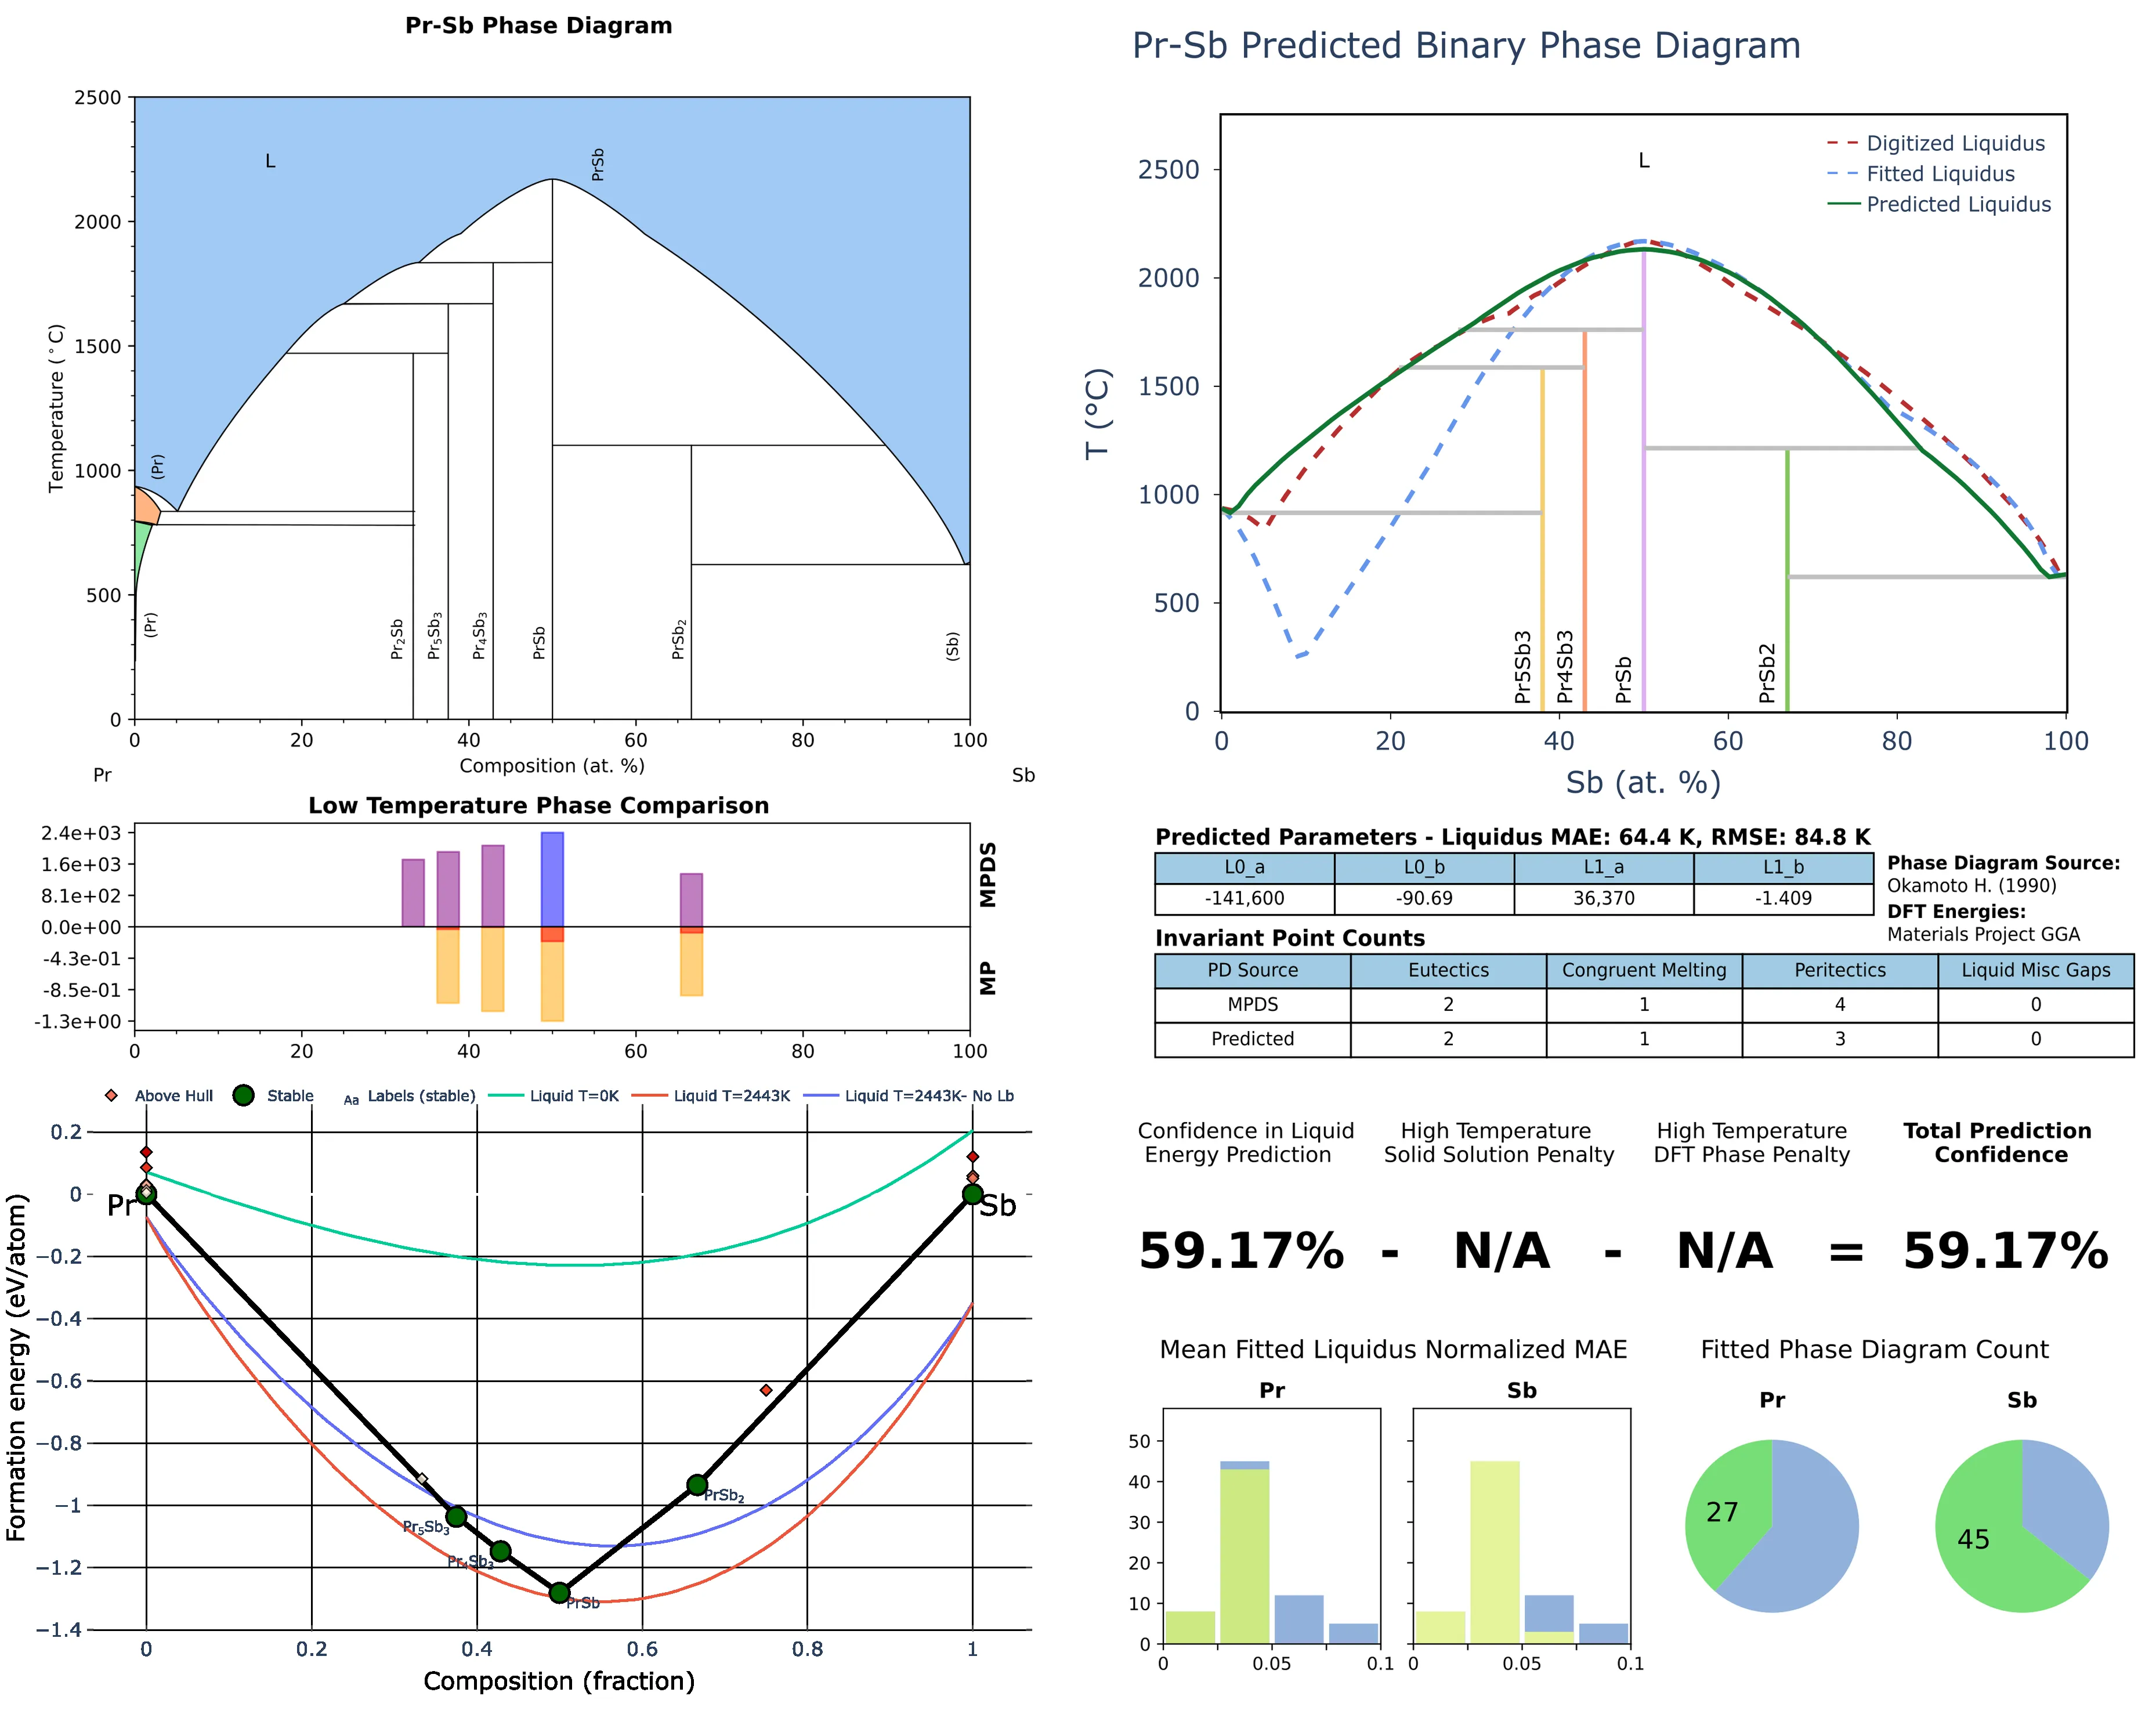 Pr-Sb Phase Diagram
2500
2000
1500
1000
500
0
Temperature (°C)
L
PrSb
(Pr)
(Pr)
Pr2Sb
Pr5Sb3
Pr4Sb3
PrSb
PrSb2
(Sb)
0 20 40 60 80 100
Composition (at. %)
Pr Sb
Low Temperature Phase Comparison
2.4e+03
1.6e+03
8.1e+02
0.0e+00
-4.3e-01
-8.5e-01
-1.3e+00
MPDS
MP
0 20 40 60 80 100
Above Hull Stable Aa Labels (stable) Liquid T=0K Liquid T=2443K Liquid T=2443K- No Lb
0.2
0
−0.2
−0.4
−0.6
−0.8
−1
−1.2
−1.4
Formation energy (eV/atom)
Pr
Sb
Pr5Sb3
Pr4Sb3
PrSb
PrSb2
0 0.2 0.4 0.6 0.8 1
Composition (fraction)
Pr-Sb Predicted Binary Phase Diagram
2500
2000
1500
1000
500
0
T (°C)
L
Digitized Liquidus
Fitted Liquidus
Predicted Liquidus
Pr5Sb3
Pr4Sb3
PrSb
PrSb2
0 20 40 60 80 100
Sb (at. %)
Predicted Parameters - Liquidus MAE: 64.4 K, RMSE: 84.8 K
L0_a L0_b L1_a L1_b
-141,600 -90.69 36,370 -1.409
Phase Diagram Source:
Okamoto H. (1990)
DFT Energies:
Materials Project GGA
Invariant Point Counts
PD Source Eutectics Congruent Melting Peritectics Liquid Misc Gaps
MPDS 2 1 4 0
Predicted 2 1 3 0
Confidence in Liquid
Energy Prediction
High Temperature
Solid Solution Penalty
High Temperature
DFT Phase Penalty
Total Prediction
Confidence
59.17% - N/A - N/A = 59.17%
Mean Fitted Liquidus Normalized MAE
Pr Sb
50
40
30
20
10
0
0 0.05 0.1
0 0.05 0.1
Fitted Phase Diagram Count
Pr Sb
27
45